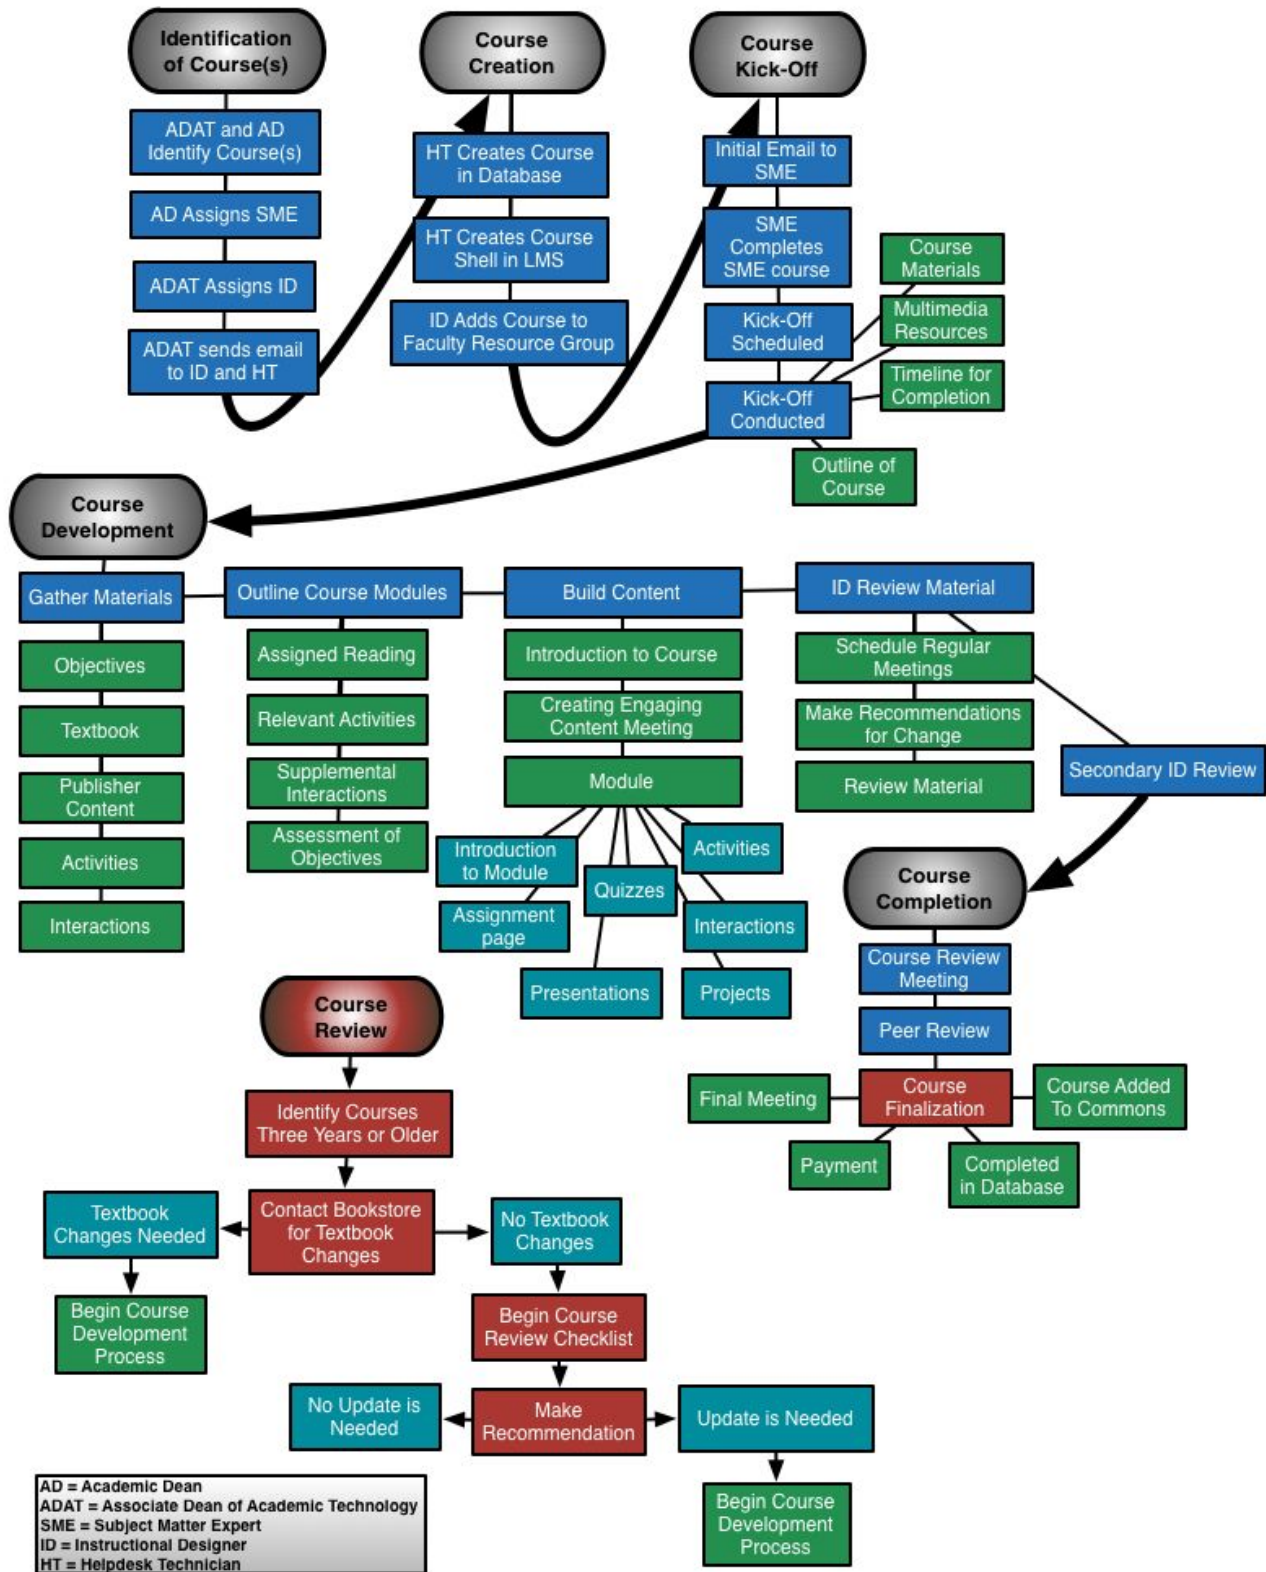 Identification
of Course(s)
ADAT and AD
Identify Course(s)
AD Assigns SME
ADAT Assigns ID
ADAT sends email
to ID and HT
Course
Creation
HT Creates Course
in Database
HT Creates Course
Shell in LMS
ID Adds Course to
Faculty Resource Group
Course
Kick-Off
Initial Email to
SME
SME
Completes
SME course
Kick-Off
Scheduled
Kick-Off
Conducted
Course
Materials
Multimedia
Resources
Timeline for
Completion
Outline of
Course
Course
Development
Gather Materials
Objectives
Textbook
Publisher
Content
Activities
Interactions
Outline Course Modules
Assigned Reading
Relevant Activities
Supplemental
Interactions
Assessment of
Objectives
Build Content
Introduction to Course
Creating Engaging
Content Meeting
Module
Introduction
to Module
Assignment
page
Quizzes
Presentations
Activities
Interactions
Projects
ID Review Material
Schedule Regular
Meetings
Make Recommendations
for Change
Review Material
Secondary ID Review
Course
Completion
Course Review
Meeting
Peer Review
Course
Finalization
Final Meeting
Payment
Completed
in Database
Course Added
To Commons
Course
Review
Identify Courses
Three Years or Older
Contact Bookstore
for Textbook
Changes
Textbook
Changes Needed
Begin Course
Development
Process
No Textbook
Changes
Begin Course
Review Checklist
Make
Recommendation
No Update is
Needed
Update is Needed
Begin Course
Development
Process
AD = Academic Dean
ADAT = Associate Dean of Academic Technology
SME = Subject Matter Expert
ID = Instructional Designer
HT = Helpdesk Technician